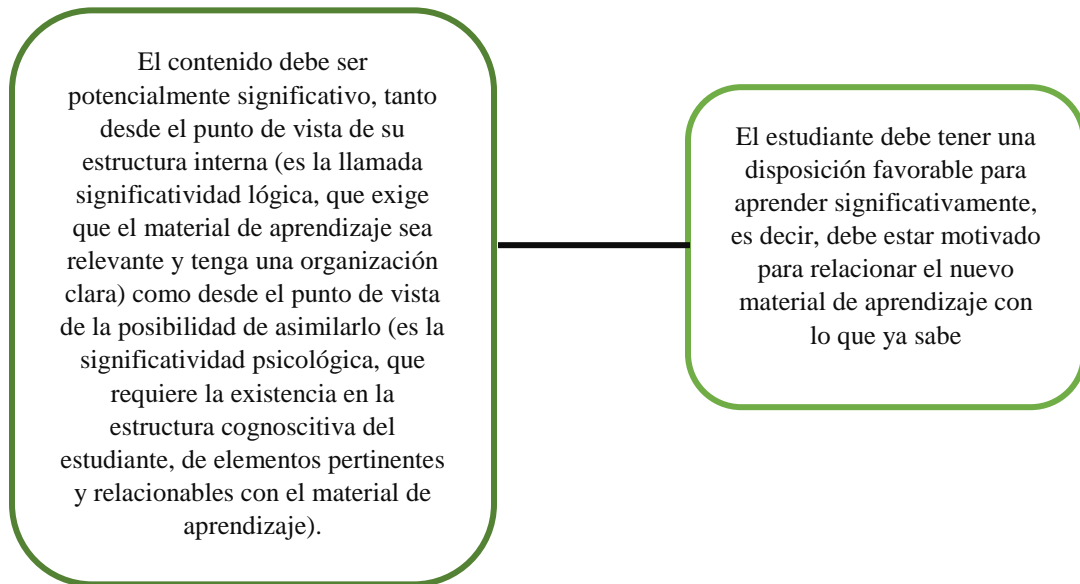 El contenido debe ser
potencialmente significativo, tanto
desde el punto de vista de su
estructura interna (es la llamada
significatividad lógica, que exige
que el material de aprendizaje sea
relevante y tenga una organización
clara) como desde el punto de vista
de la posibilidad de asimilarlo (es la
significatividad psicológica, que
requiere la existencia en la
estructura cognoscitiva del
estudiante, de elementos pertinentes
y relacionables con el material de
aprendizaje).
El estudiante debe tener una
disposición favorable para
aprender significativamente,
es decir, debe estar motivado
para relacionar el nuevo
material de aprendizaje con
lo que ya sabe